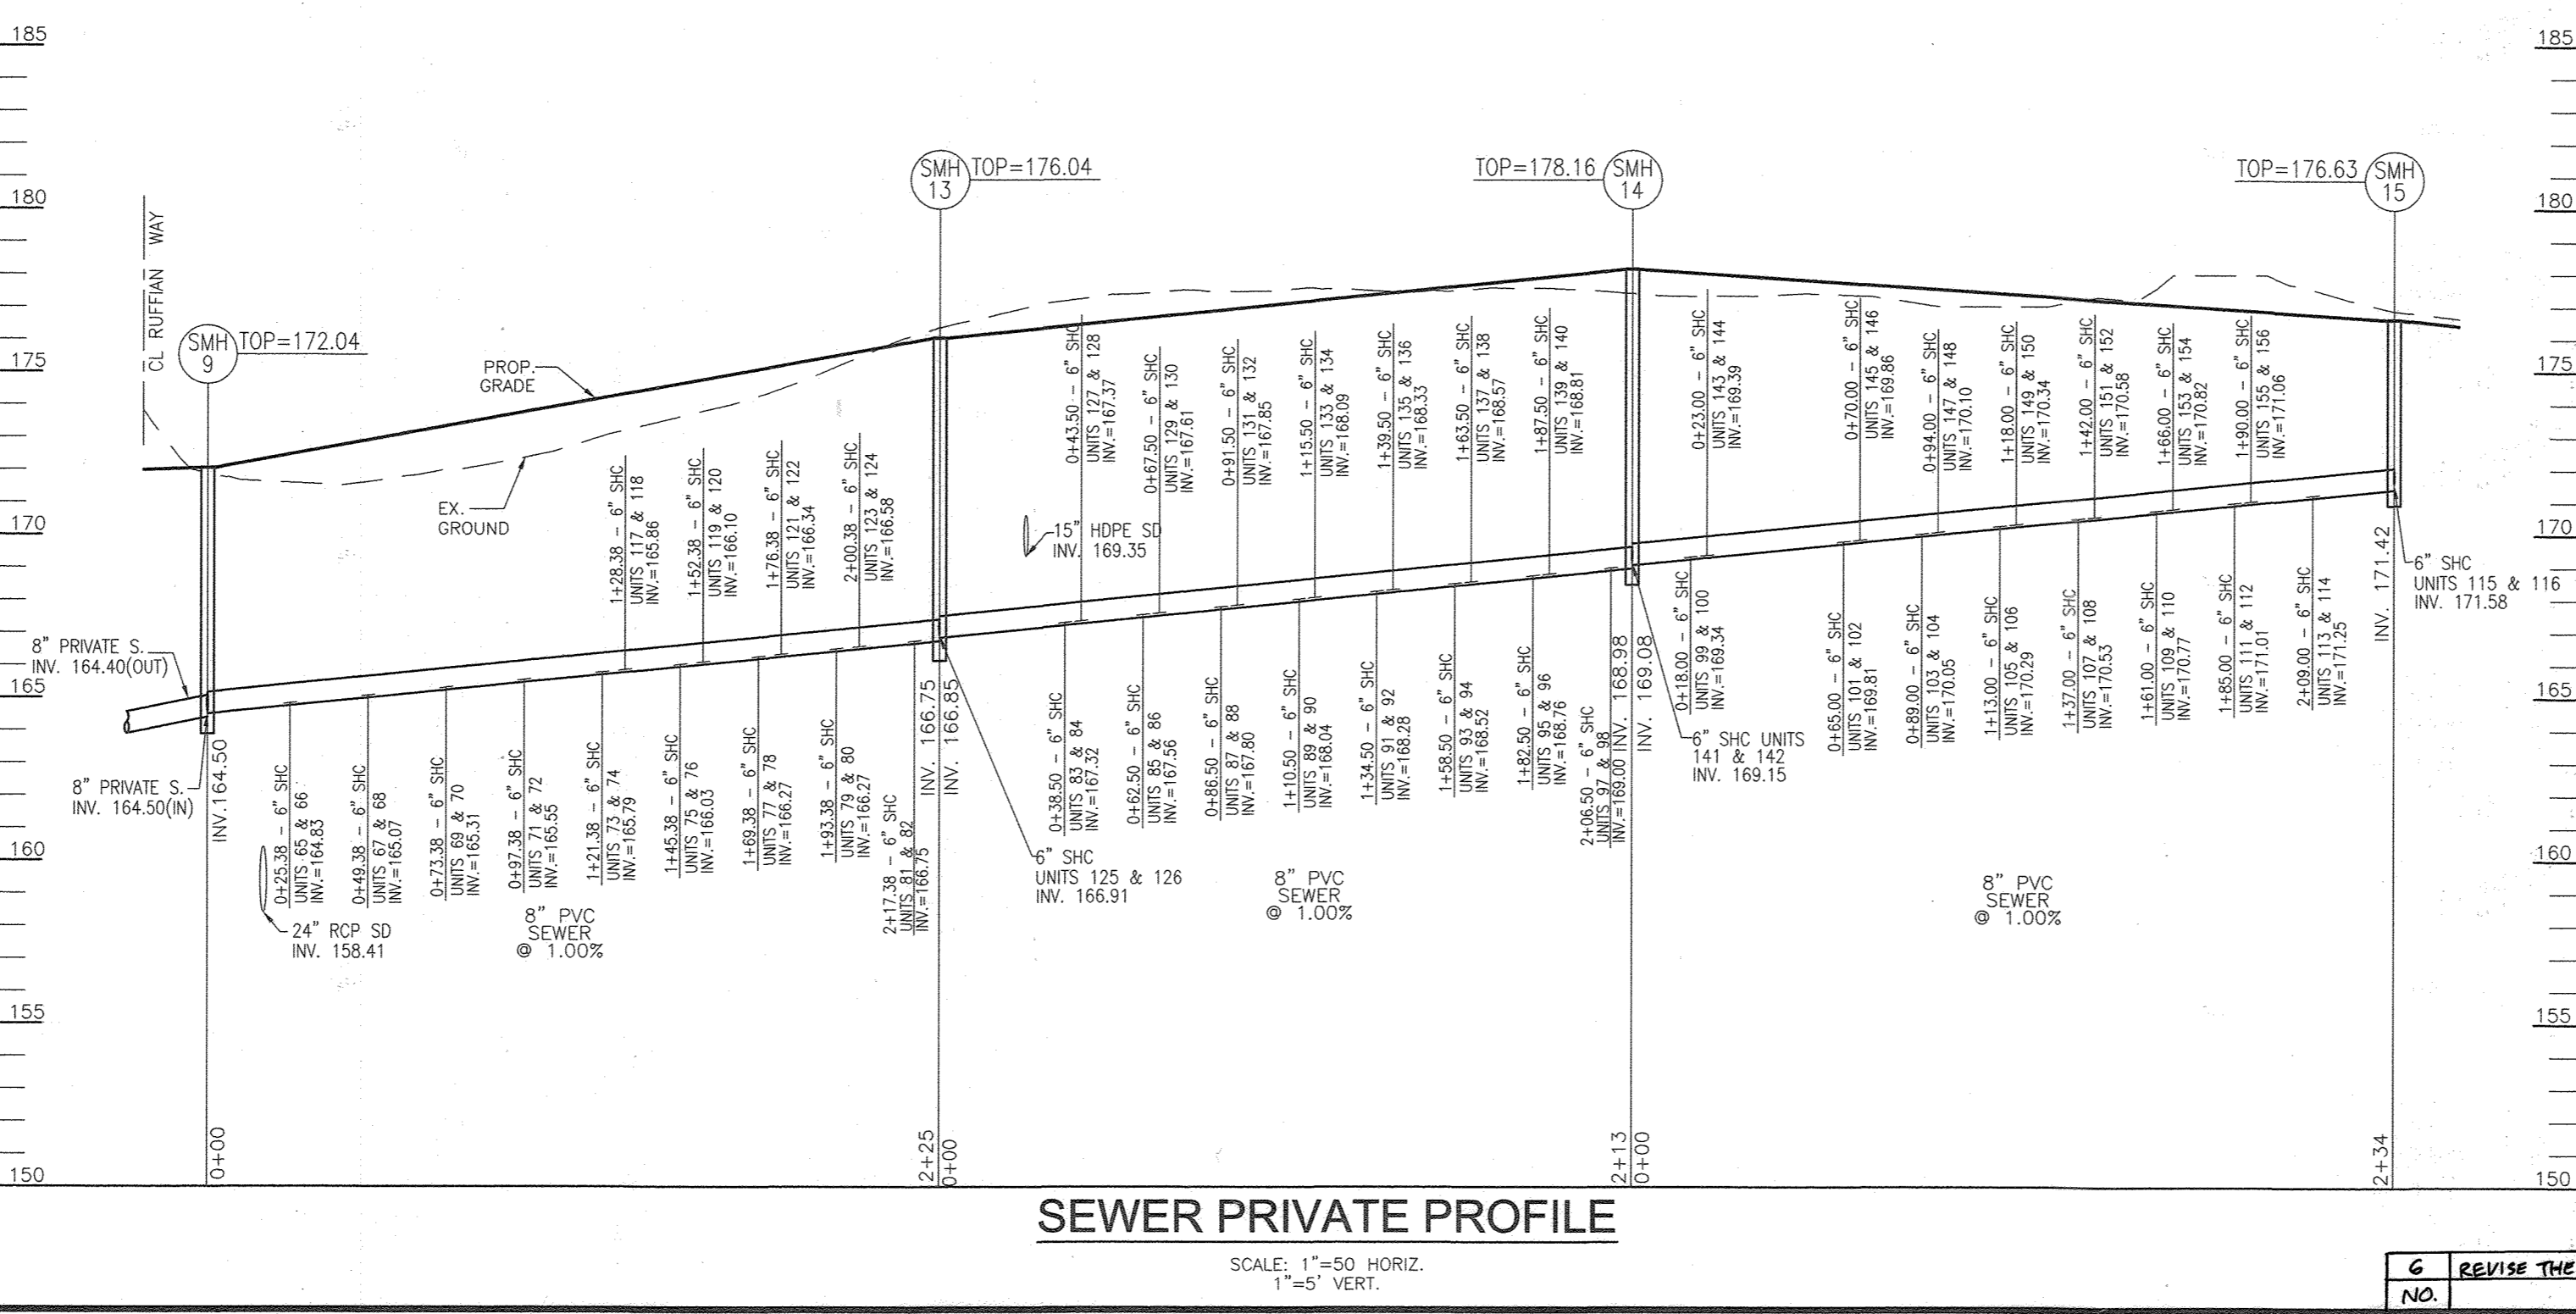 185
180
175
170
165
160
155
150
185
180
175
170
165
160
155
150
CL RUFFIAN WAY
SMH
9
TOP=172.04
SMH
13
TOP=176.04
TOP=178.16
SMH
14
TOP=176.63
SMH
15
PROP.
GRADE
EX.
GROUND
8" PRIVATE S.
INV. 164.40(OUT)
8" PRIVATE S.
INV. 164.50(IN)
INV.164.50
24" RCP SD
INV. 158.41
1+28.38 - 6" SHC
UNITS 117 & 118
INV.=165.86
1+52.38 - 6" SHC
UNITS 119 & 120
INV.=166.10
1+76.38 - 6" SHC
UNITS 121 & 122
INV.=166.34
2+00.38 - 6" SHC
UNITS 123 & 124
INV.=166.58
0+25.38 - 6" SHC
UNITS 65 & 66
INV.=164.83
0+49.38 - 6" SHC
UNITS 67 & 68
INV.=165.07
0+73.38 - 6" SHC
UNITS 69 & 70
INV.=165.31
0+97.38 - 6" SHC
UNITS 71 & 72
INV.=165.55
1+21.38 - 6" SHC
UNITS 73 & 74
INV.=165.79
1+45.38 - 6" SHC
UNITS 75 & 76
INV.=166.03
1+69.38 - 6" SHC
UNITS 77 & 78
INV.=166.27
1+93.38 - 6" SHC
UNITS 79 & 80
INV.=166.27
2+17.38 - 6" SHC
UNITS 81 & 82
INV.=166.75
8" PVC
SEWER
@ 1.00%
INV. 166.75
INV. 166.85
15" HDPE SD
INV. 169.35
6" SHC
UNITS 125 & 126
INV. 166.91
0+43.50 - 6" SHC
UNITS 127 & 128
INV.=167.37
0+67.50 - 6" SHC
UNITS 129 & 130
INV.=167.61
0+91.50 - 6" SHC
UNITS 131 & 132
INV.=167.85
1+15.50 - 6" SHC
UNITS 133 & 134
INV.=168.09
1+39.50 - 6" SHC
UNITS 135 & 136
INV.=168.33
1+63.50 - 6" SHC
UNITS 137 & 138
INV.=168.57
1+87.50 - 6" SHC
UNITS 139 & 140
INV.=168.81
0+38.50 - 6" SHC
UNITS 83 & 84
INV.=167.32
0+62.50 - 6" SHC
UNITS 85 & 86
INV.=167.56
0+86.50 - 6" SHC
UNITS 87 & 88
INV.=167.80
1+10.50 - 6" SHC
UNITS 89 & 90
INV.=168.04
1+34.50 - 6" SHC
UNITS 91 & 92
INV.=168.28
1+58.50 - 6" SHC
UNITS 93 & 94
INV.=168.52
1+82.50 - 6" SHC
UNITS 95 & 96
INV.=168.76
2+06.50 - 6" SHC
UNITS 97 & 98
INV.=169.00
8" PVC
SEWER
@ 1.00%
INV. 168.98
INV. 169.08
6" SHC UNITS
141 & 142
INV. 169.15
0+23.00 - 6" SHC
UNITS 143 & 144
INV.=169.39
0+70.00 - 6" SHC
UNITS 145 & 146
INV.=169.86
0+94.00 - 6" SHC
UNITS 147 & 148
INV.=170.10
1+18.00 - 6" SHC
UNITS 149 & 150
INV.=170.34
1+42.00 - 6" SHC
UNITS 151 & 152
INV.=170.58
1+66.00 - 6" SHC
UNITS 153 & 154
INV.=170.82
1+90.00 - 6" SHC
UNITS 155 & 156
INV.=171.06
0+18.00 - 6" SHC
UNITS 99 & 100
INV.=169.34
0+65.00 - 6" SHC
UNITS 101 & 102
INV.=169.81
0+89.00 - 6" SHC
UNITS 103 & 104
INV.=170.05
1+13.00 - 6" SHC
UNITS 105 & 106
INV.=170.29
1+37.00 - 6" SHC
UNITS 107 & 108
INV.=170.53
1+61.00 - 6" SHC
UNITS 109 & 110
INV.=170.77
1+85.00 - 6" SHC
UNITS 111 & 112
INV.=171.01
2+09.00 - 6" SHC
UNITS 113 & 114
INV.=171.25
8" PVC
SEWER
@ 1.00%
INV. 171.42
6" SHC
UNITS 115 & 116
INV. 171.58
0+00
2+25
0+00
2+13
0+00
2+34
SEWER PRIVATE PROFILE
SCALE: 1"=50 HORIZ.
1"=5' VERT.
6 REVISE THE
NO.